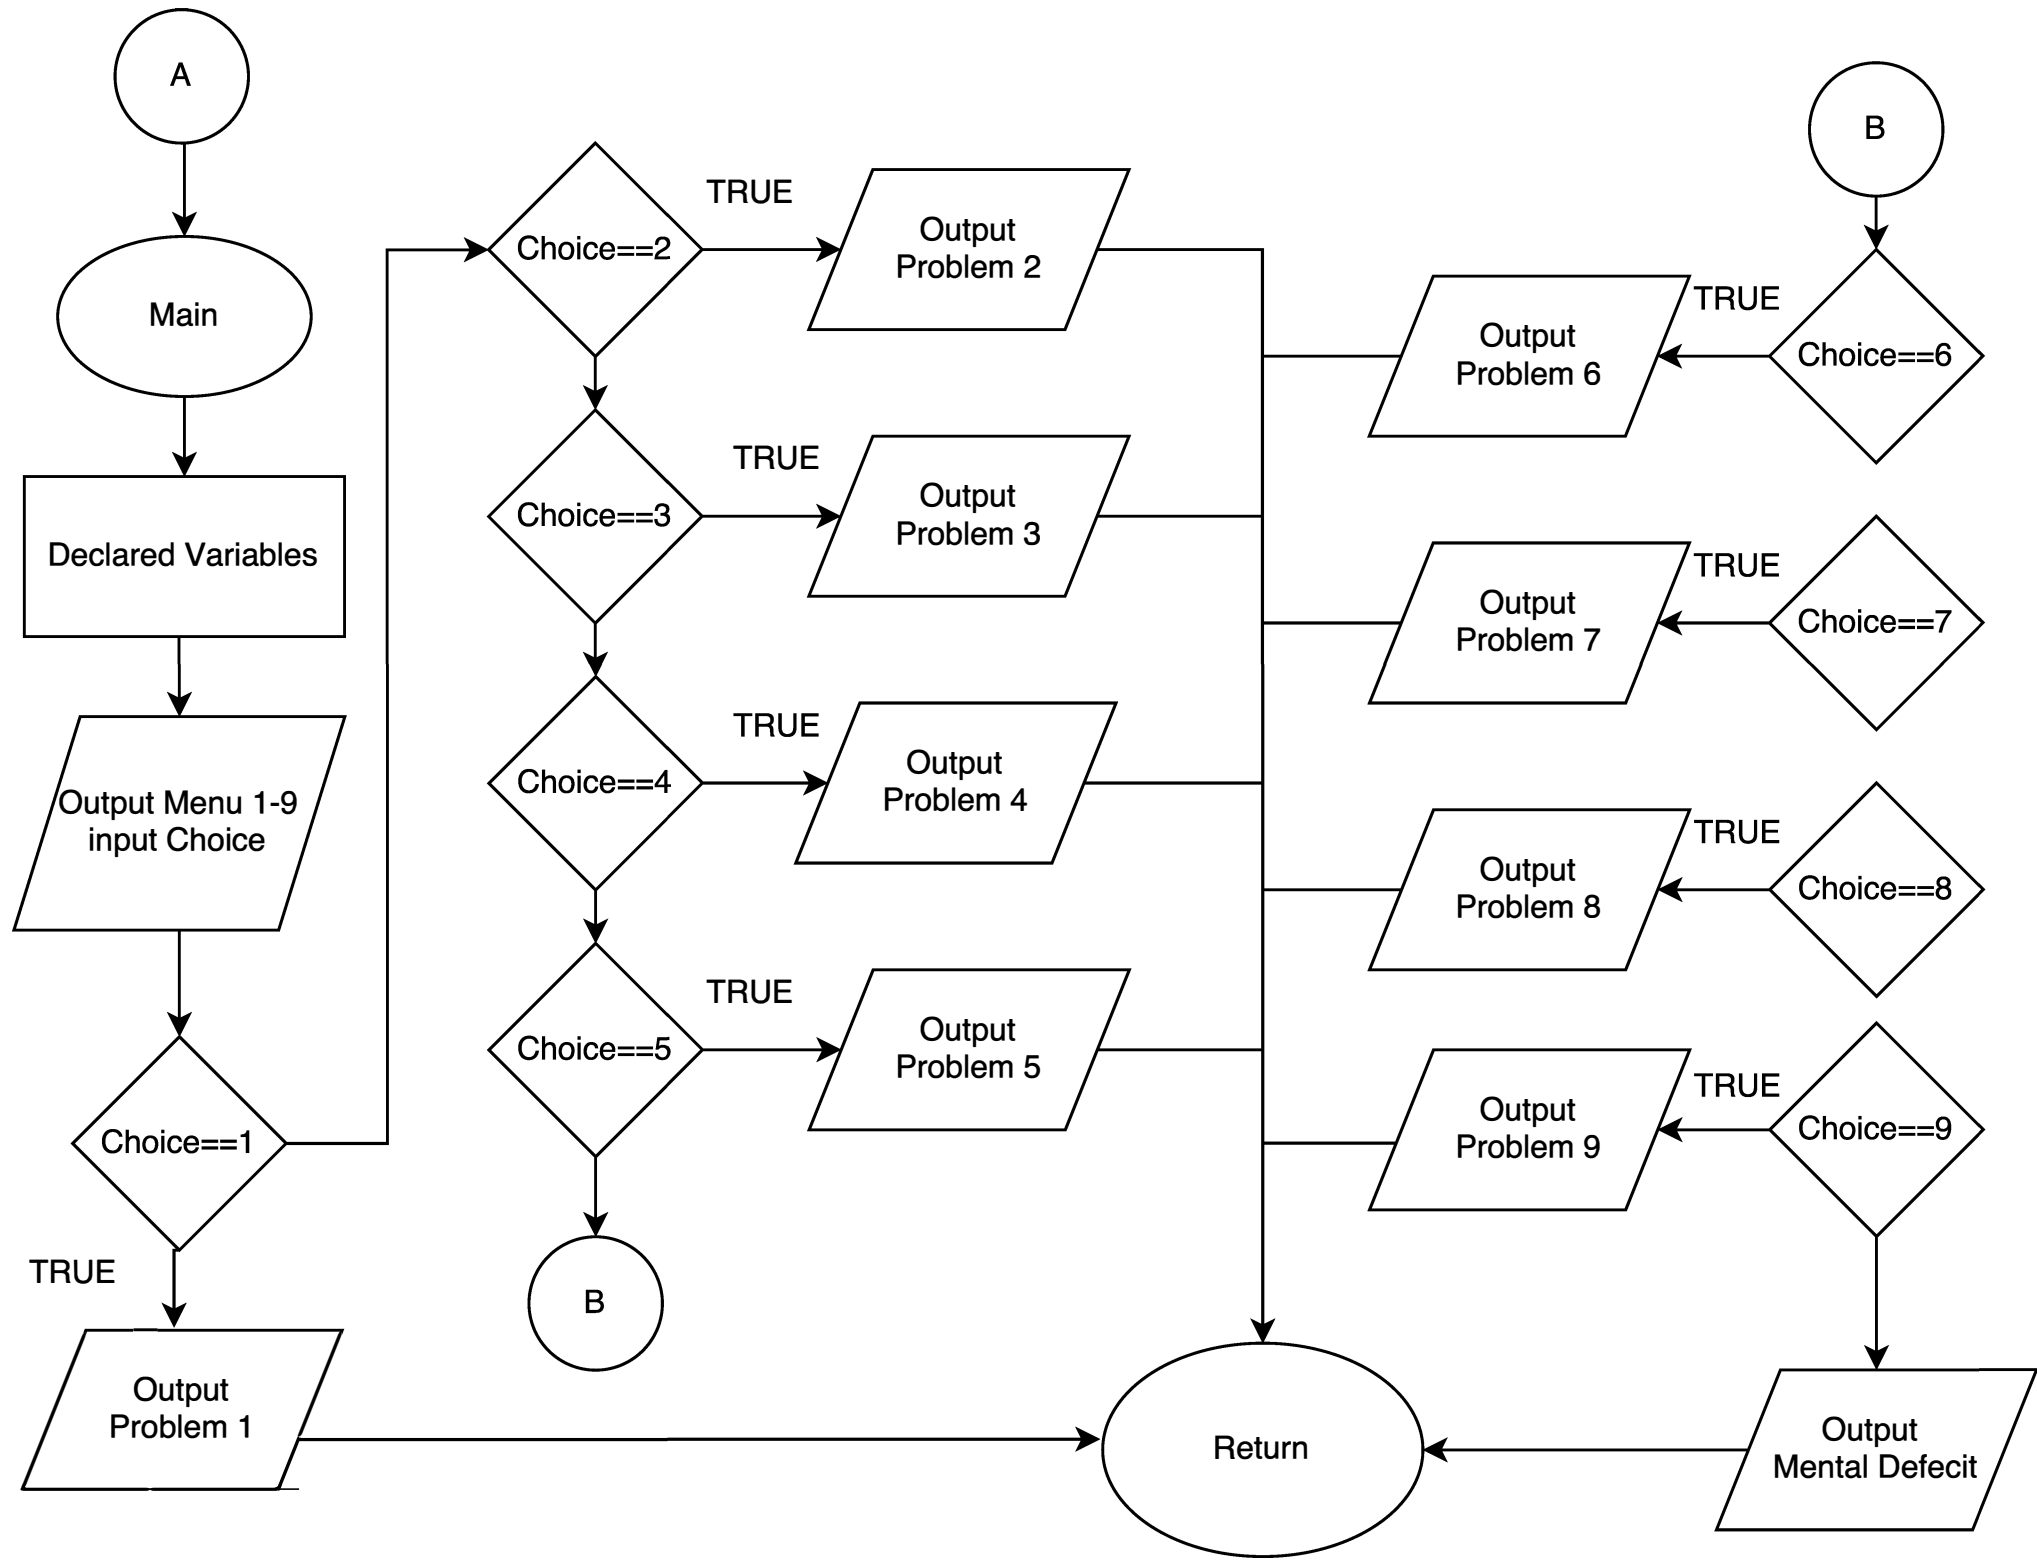 A
Main
Declared Variables
Output Menu 1-9
input Choice
Choice==1
TRUE
Output
Problem 1
Choice==2
TRUE
Output
Problem 2
Choice==3
TRUE
Output
Problem 3
Choice==4
TRUE
Output
Problem 4
Choice==5
TRUE
Output
Problem 5
B
B
Choice==6
TRUE
Output
Problem 6
Choice==7
TRUE
Output
Problem 7
Choice==8
TRUE
Output
Problem 8
Choice==9
TRUE
Output
Problem 9
Output
Mental Defecit
Return